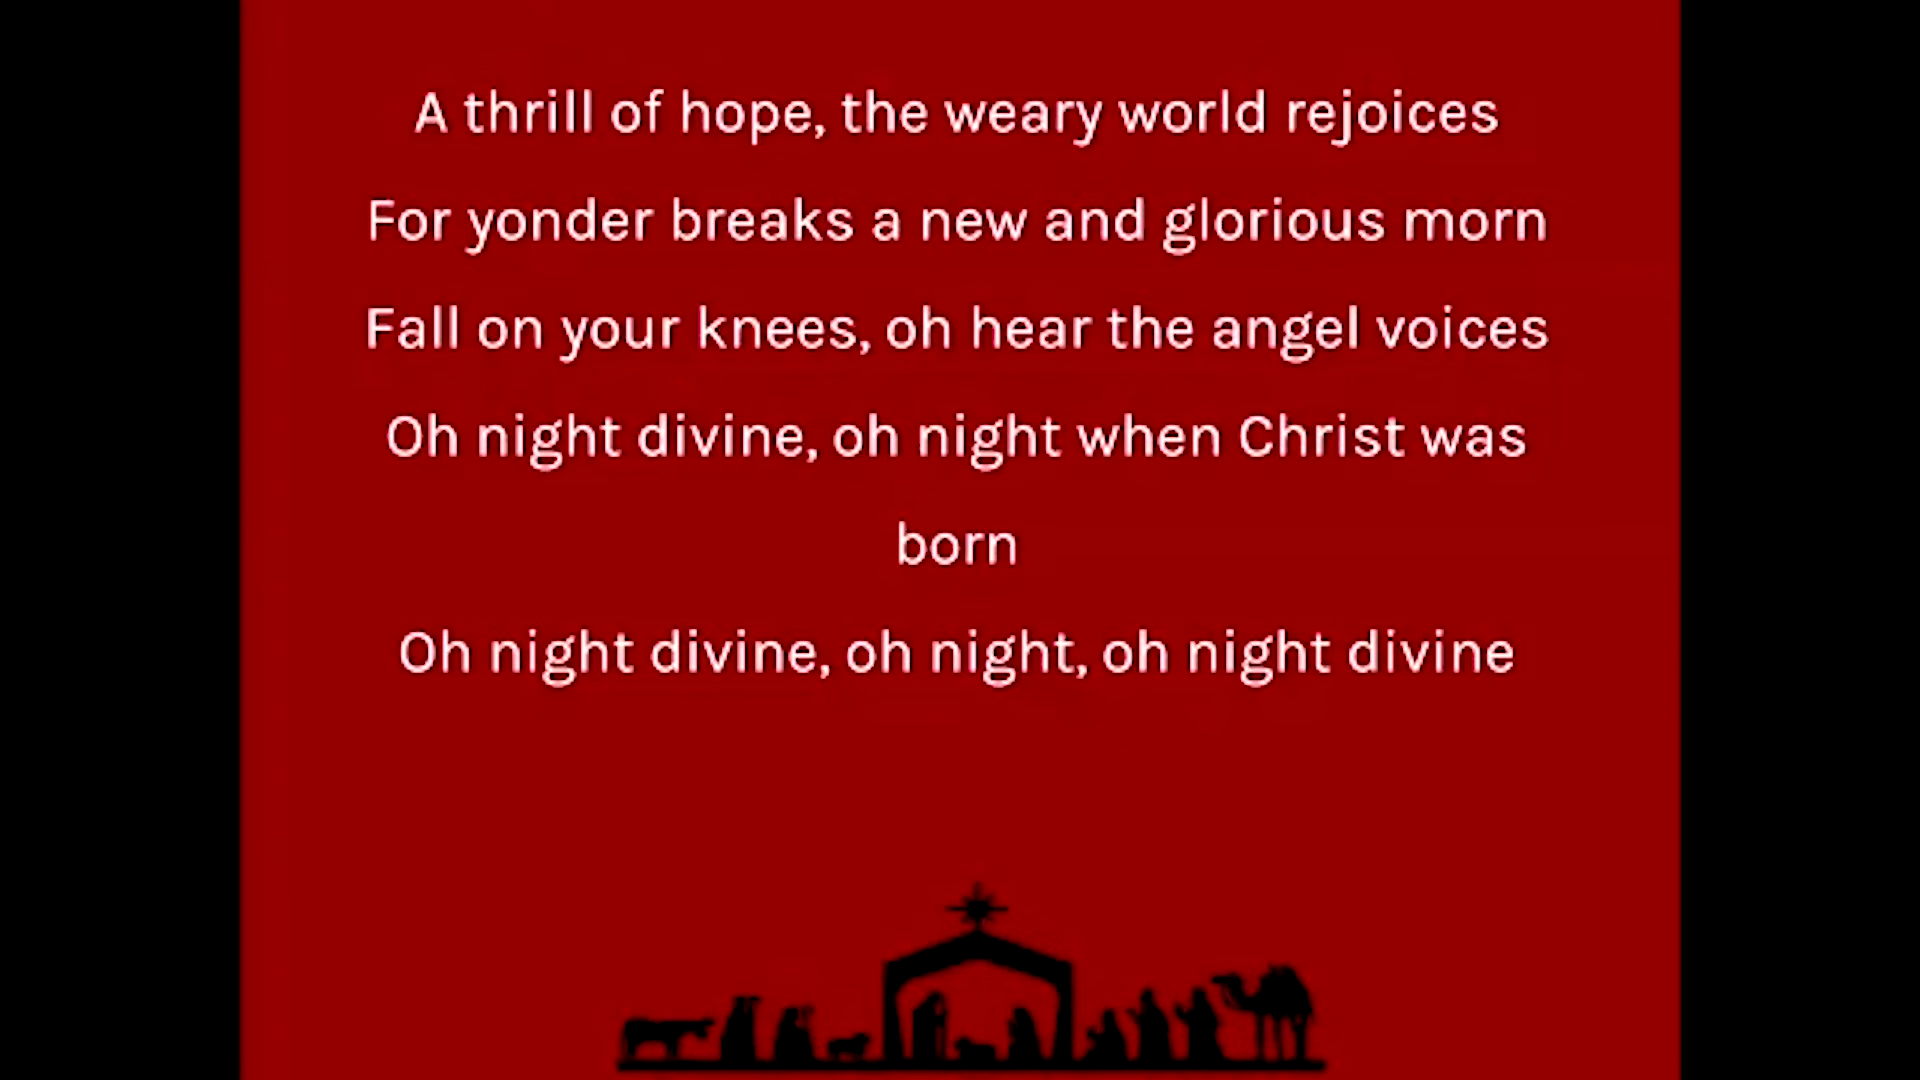 A thrill of hope, the weary world rejoices
For yonder breaks a new and glorious morn
Fall on your knees, oh hear the angel voices
Oh night divine, oh night when Christ was
born
Oh night divine, oh night, oh night divine